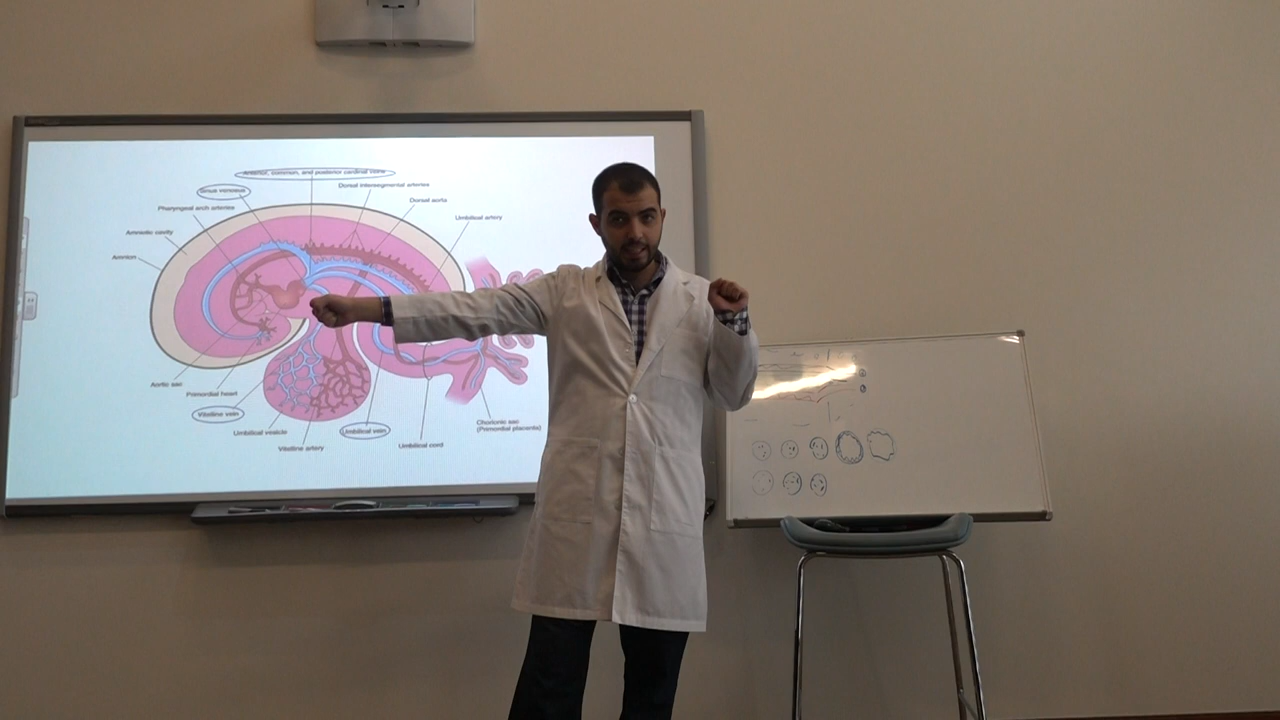 Anterior, common, and posterior cardinal veins
Sinus venosus
Dorsal intersegmental arteries
Pharyngeal arch arteries
Dorsal aorta
Umbilical artery
Amniotic cavity
Amnion
Aortic sac
Primordial heart
Vitelline vein
Umbilical vesicle
Umbilical vein
Vitelline artery
Umbilical cord
Chorionic sac
(Primordial placenta)